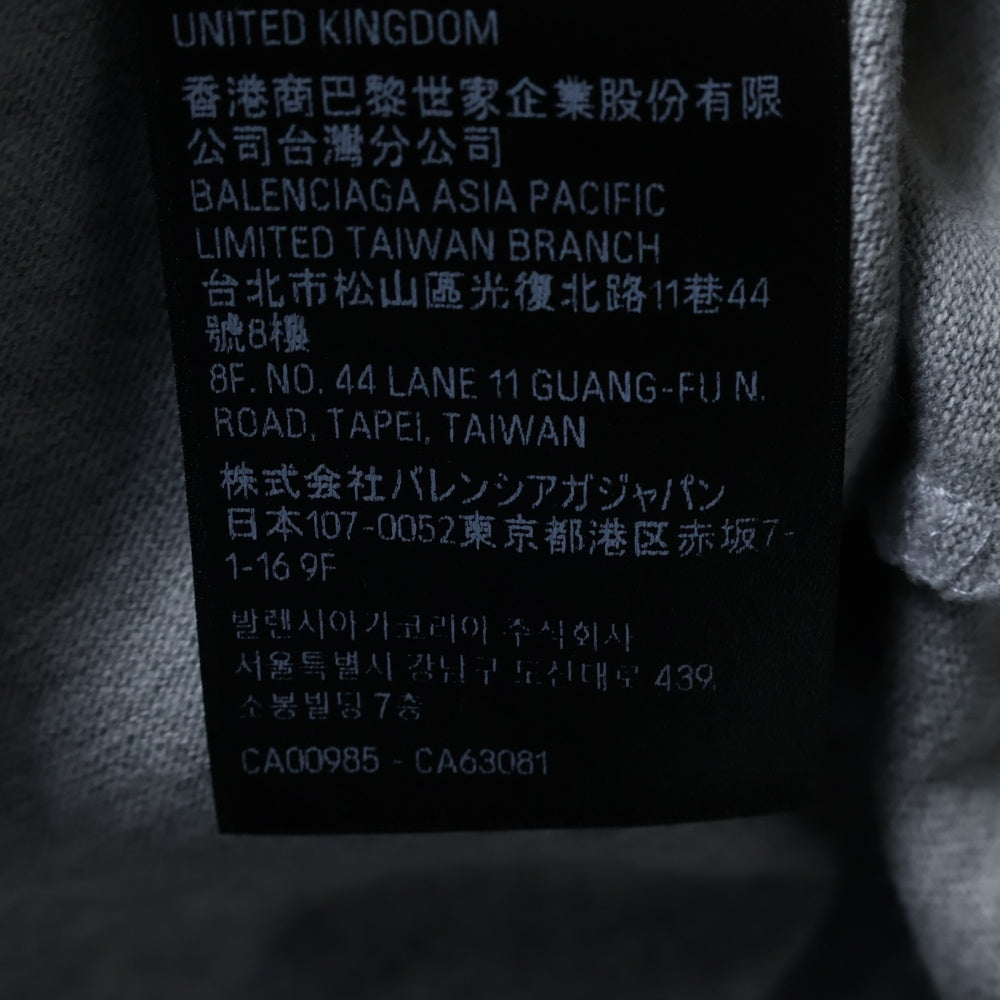 UNITED KINGDOM
香港商巴黎世家企業股份有限
公司台灣分公司
BALENCIAGA ASIA PACIFIC
LIMITED TAIWAN BRANCH
台北市松山區光復北路11巷44
號8樓
8F. NO. 44 LANE 11 GUANG-FU N.
ROAD, TAPEI, TAIWAN
株式会社バレンシアガジャパン
日本107-0052東京都港区赤坂7-
1-16 9F
발렌시아가코리아 주식회사
서울특별시 강남구 도산대로 439,
소봉빌딩 7층
CA00985 - CA63081